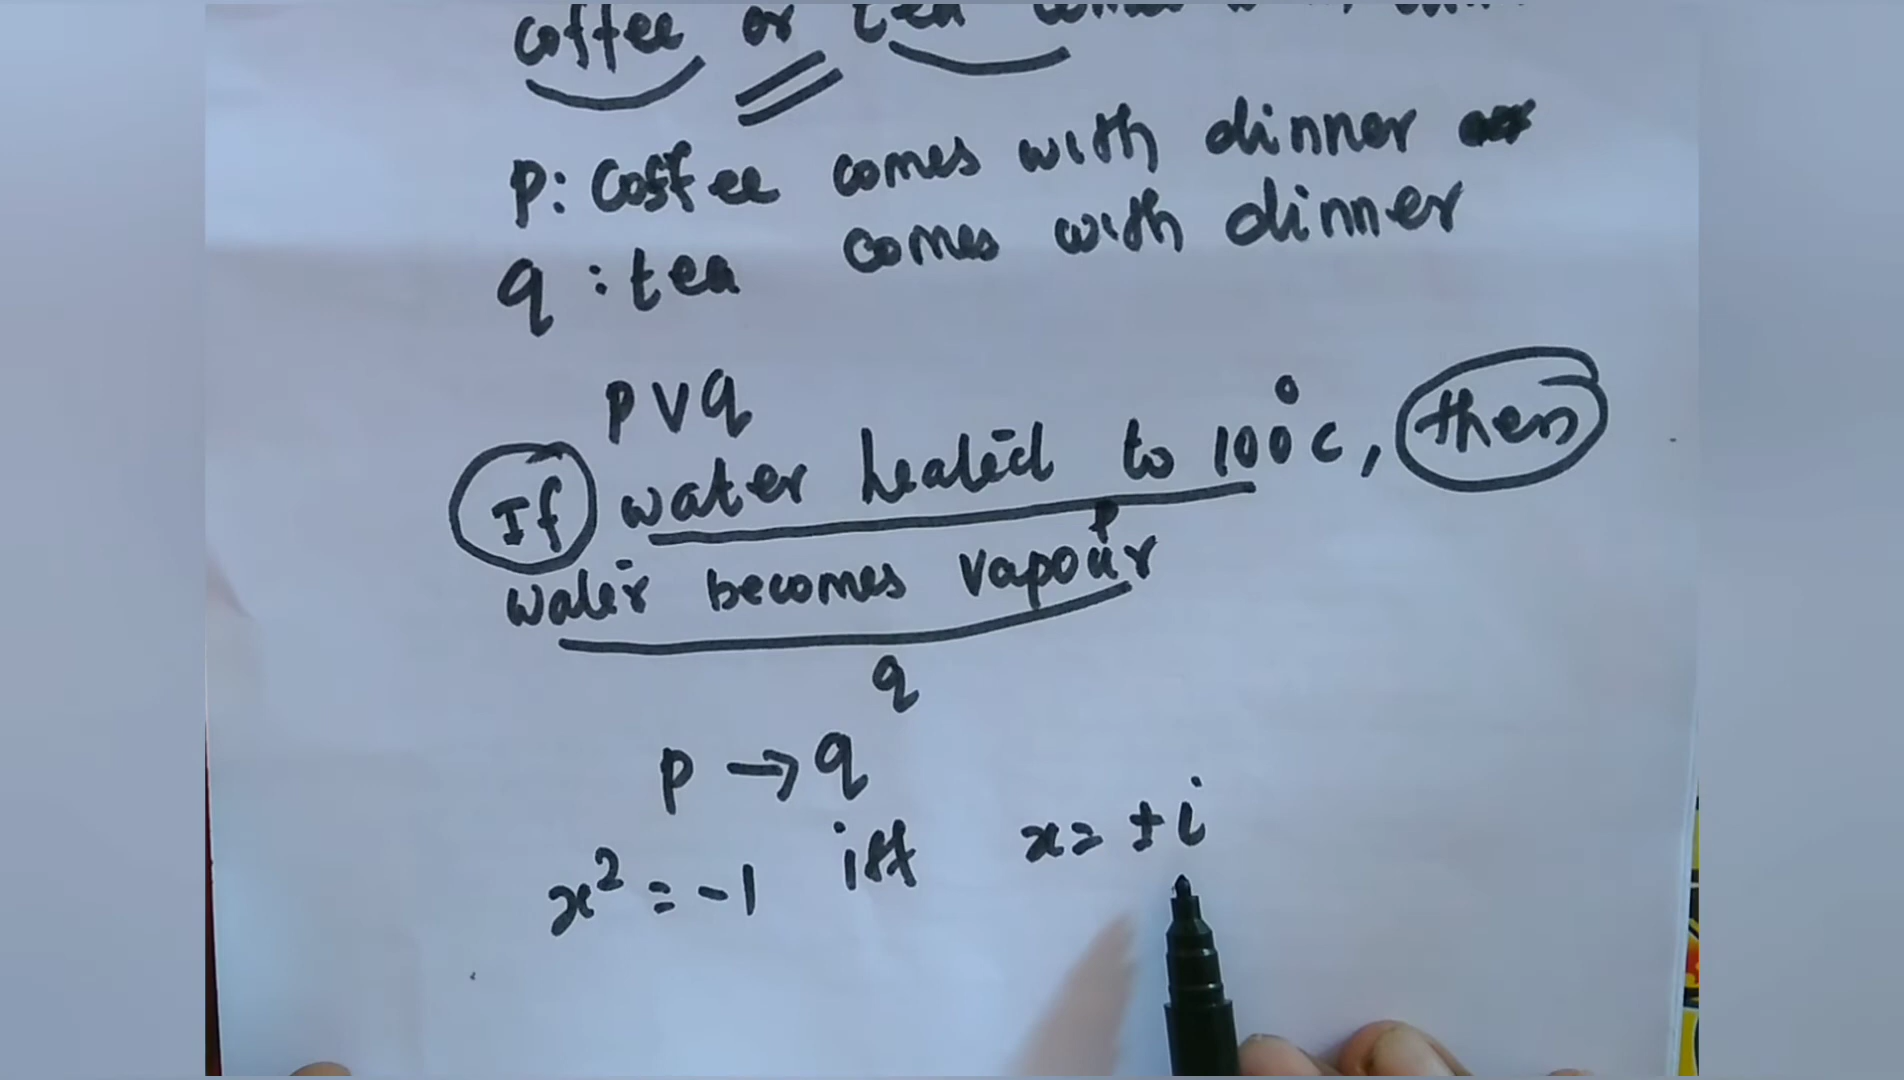 coffee or tea comes
p: Coffee comes with dinner
q : tea comes with dinner
p v q
If water heated to 100°c, then
p
water becomes vapour
q
p → q
x² = -1 iff x = ± i